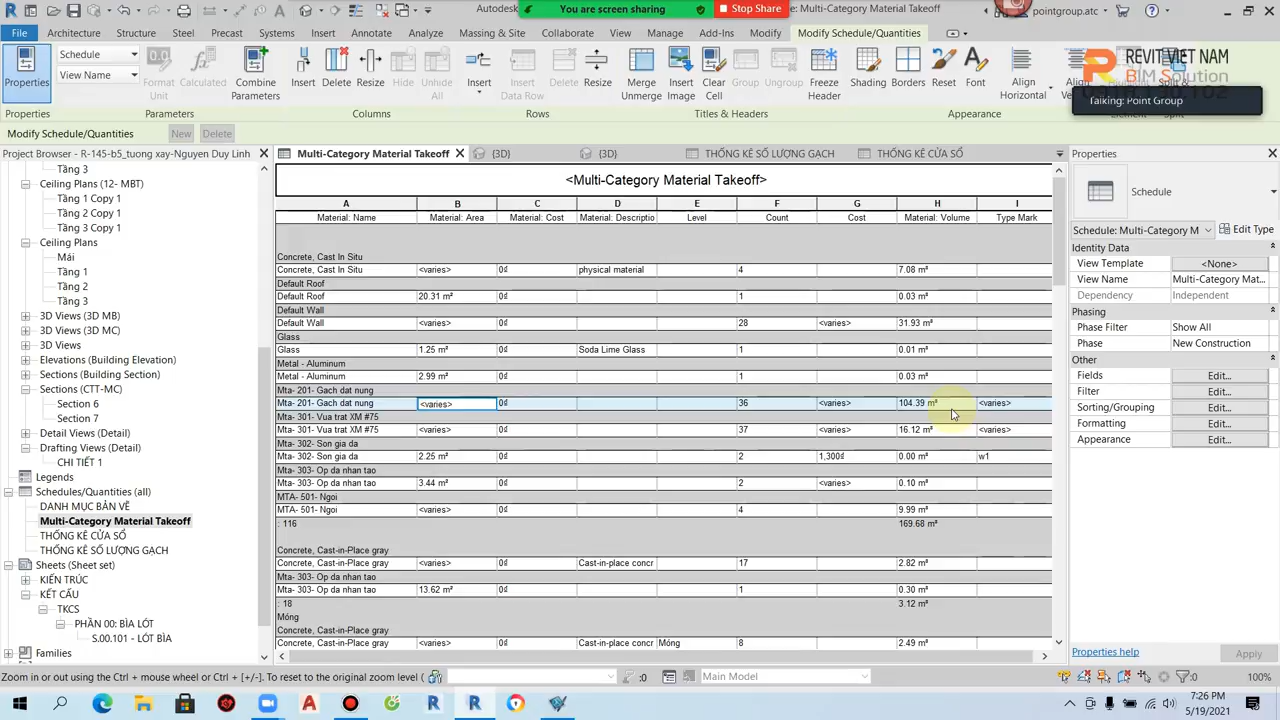 Autodesk
You are screen sharing
Stop Share
: Multi-Category Material Takeoff
pointgroup.atc
File
Architecture
Structure
Steel
Precast
Systems
Insert
Annotate
Analyze
Massing & Site
Collaborate
View
Manage
Add-Ins
Modify
Modify Schedule/Quantities
Properties
Schedule
View Name
Format Unit
Calculated
Combine Parameters
Insert
Delete
Resize
Hide
Unhide All
Insert
Insert Data Row
Delete
Resize
Merge Unmerge
Insert Image
Clear Cell
Group
Ungroup
Freeze Header
Shading
Borders
Reset
Font
Align Horizontal
REVIT VIET NAM
BIM Solution
Talking: Point Group
Properties
Parameters
Columns
Rows
Titles & Headers
Appearance
Modify Schedule/Quantities
New
Delete
Project Browser - R-145-b5_tuong xay-Nguyen Duy Linh
Tầng 3
Ceiling Plans (12- MBT)
Tầng 1 Copy 1
Tầng 2 Copy 1
Tầng 3 Copy 1
Ceiling Plans
Mái
Tầng 1
Tầng 2
Tầng 3
3D Views (3D MB)
3D Views (3D MC)
3D Views
Elevations (Building Elevation)
Sections (Building Section)
Sections (CTT-MC)
Section 6
Section 7
Detail Views (Detail)
Drafting Views (Detail)
CHI TIẾT 1
Legends
Schedules/Quantities (all)
DANH MỤC BẢN VẼ
Multi-Category Material Takeoff
THỐNG KÊ CỬA SỔ
THỐNG KÊ SỐ LƯỢNG GẠCH
Sheets (Sheet set)
KIẾN TRÚC
KẾT CẤU
TKCS
PHẦN 00: BÌA LÓT
S.00.101 - LÓT BÌA
Families
Multi-Category Material Takeoff
{3D}
{3D}
THỐNG KÊ SỐ LƯỢNG GẠCH
THỐNG KÊ CỬA SỔ
<Multi-Category Material Takeoff>
A B C D E F G H I
Material: Name Material: Area Material: Cost Material: Descriptio Level Count Cost Material: Volume Type Mark
Concrete, Cast In Situ
Concrete, Cast In Situ <varies> 0₫ physical material 4 7.08 m³
Default Roof
Default Roof 20.31 m² 0₫ 1 0.03 m³
Default Wall
Default Wall <varies> 0₫ 28 <varies> 31.93 m³
Glass
Glass 1.25 m² 0₫ Soda Lime Glass 1 0.01 m³
Metal - Aluminum
Metal - Aluminum 2.99 m² 0₫ 1 0.03 m³
Mta- 201- Gach dat nung
Mta- 201- Gach dat nung <varies> 0₫ 36 <varies> 104.39 m³ <varies>
Mta- 301- Vua trat XM #75
Mta- 301- Vua trat XM #75 <varies> 0₫ 37 <varies> 16.12 m³ <varies>
Mta- 302- Son gia da
Mta- 302- Son gia da 2.25 m² 0₫ 2 1,300₫ 0.00 m³ w1
Mta- 303- Op da nhan tao
Mta- 303- Op da nhan tao 3.44 m² 0₫ 2 <varies> 0.10 m³
MTA- 501- Ngoi
MTA- 501- Ngoi <varies> 0₫ 4 9.99 m³
: 116 169.68 m³
Concrete, Cast-in-Place gray
Concrete, Cast-in-Place gray <varies> 0₫ Cast-in-place concr 17 2.82 m³
Mta- 303- Op da nhan tao
Mta- 303- Op da nhan tao 13.62 m² 0₫ 1 0.30 m³
: 18 3.12 m³
Móng
Concrete, Cast-in-Place gray
Concrete, Cast-in-Place gray <varies> 0₫ Cast-in-place concr Móng 8 2.49 m³
Properties
Schedule
Schedule: Multi-Category M
Edit Type
Identity Data
View Template <None>
View Name Multi-Category Mat...
Dependency Independent
Phasing
Phase Filter Show All
Phase New Construction
Other
Fields Edit...
Filter Edit...
Sorting/Grouping Edit...
Formatting Edit...
Appearance Edit...
Properties help
Apply
Zoom in or out using the Ctrl + mouse wheel or Ctrl + [+/-]. To reset to the original zoom level
:0
Main Model
:0
100%
7:26 PM
5/19/2021